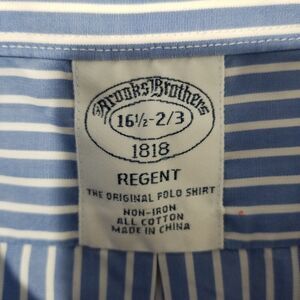 Brooks Brothers
16½-2/3
1818
REGENT
THE ORIGINAL POLO SHIRT
NON-IRON
ALL COTTON
MADE IN CHINA